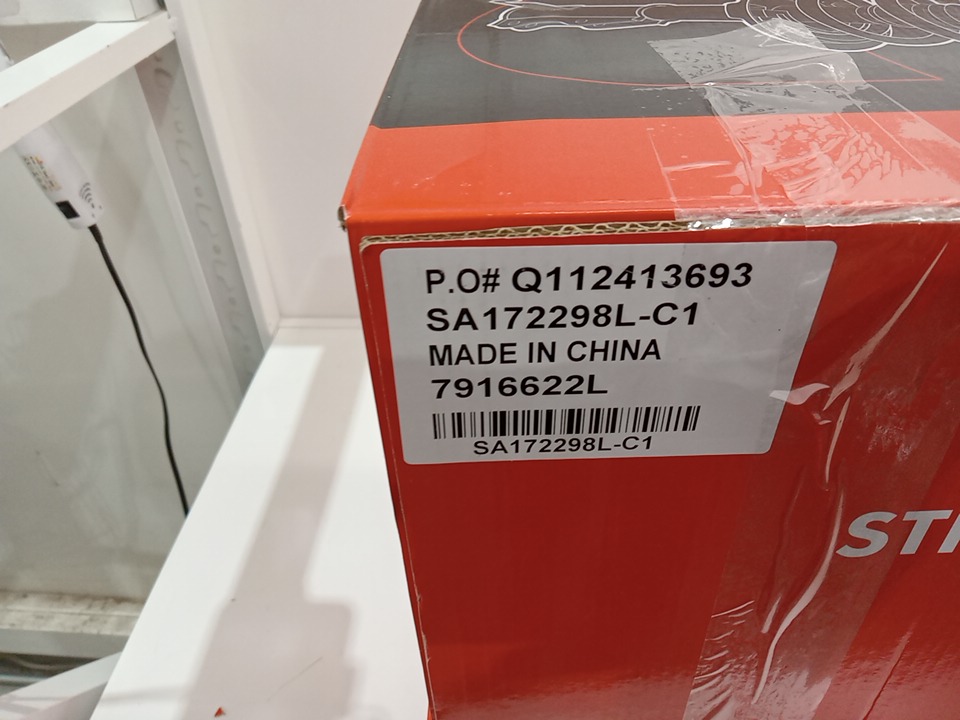 P.O# Q112413693
SA172298L-C1
MADE IN CHINA
7916622L
SA172298L-C1